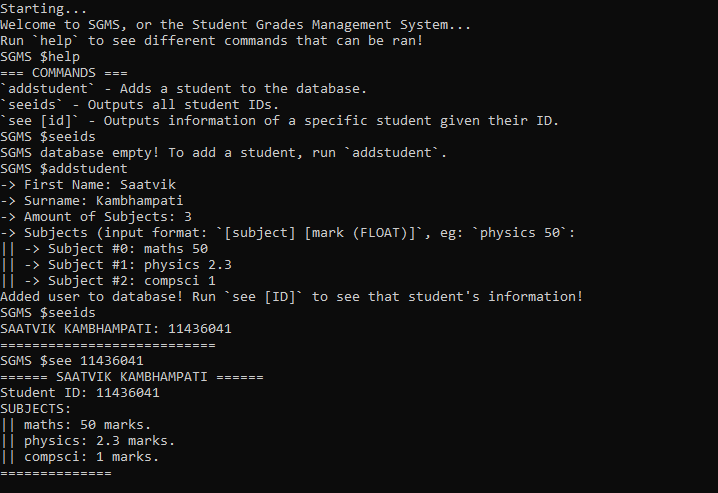 Starting...
Welcome to SGMS, or the Student Grades Management System...
Run `help` to see different commands that can be ran!
SGMS $help
=== COMMANDS ===
`addstudent` - Adds a student to the database.
`seeids` - Outputs all student IDs.
`see [id]` - Outputs information of a specific student given their ID.
SGMS $seeids
SGMS database empty! To add a student, run `addstudent`.
SGMS $addstudent
-> First Name: Saatvik
-> Surname: Kambhampati
-> Amount of Subjects: 3
-> Subjects (input format: `[subject] [mark (FLOAT)]`, eg: `physics 50`:
|| -> Subject #0: maths 50
|| -> Subject #1: physics 2.3
|| -> Subject #2: compsci 1
Added user to database! Run `see [ID]` to see that student's information!
SGMS $seeids
SAATVIK KAMBHAMPATI: 11436041
===========================
SGMS $see 11436041
====== SAATVIK KAMBHAMPATI ======
Student ID: 11436041
SUBJECTS:
|| maths: 50 marks.
|| physics: 2.3 marks.
|| compsci: 1 marks.
==============